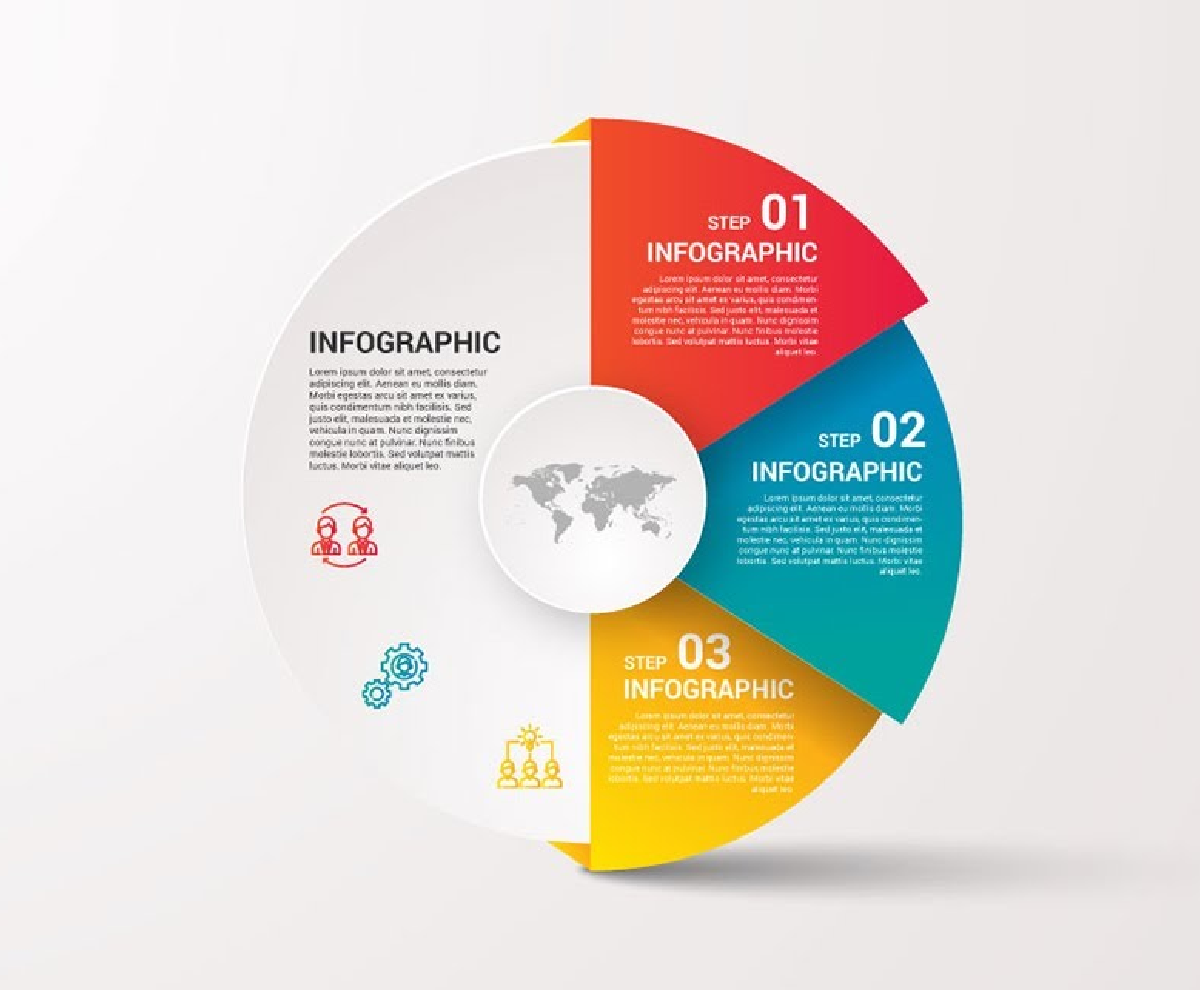 INFOGRAPHIC
Lorem ipsum dolor sit amet, consectetur
adipiscing elit. Aenean eu mollis diam.
Morbi egestas arcu sit amet ex varius,
quis condimentum nibh facilisis. Sed
justo elit, malesuada et molestie nec,
vehicula in quam. Nunc dignissim
congue nunc at pulvinar. Nunc finibus
molestie lobortis. Sed volutpat mattis
luctus. Morbi vitae aliquet leo.
STEP 01
INFOGRAPHIC
Lorem ipsum dolor sit amet, consectetur
adipiscing elit. Aenean eu mollis diam. Morbi
egestas arcu sit amet ex varius, quis condimen-
tum nibh facilisis. Sed justo elit, malesuada et
molestie nec, vehicula in quam. Nunc dignissim
congue nunc at pulvinar. Nunc finibus molestie
lobortis. Sed volutpat mattis luctus. Morbi vitae
aliquet leo.
STEP 02
INFOGRAPHIC
Lorem ipsum dolor sit amet, consectetur
adipiscing elit. Aenean eu mollis diam. Morbi
egestas arcu sit amet ex varius, quis condimen-
tum nibh facilisis. Sed justo elit, malesuada et
molestie nec, vehicula in quam. Nunc dignissim
congue nunc at pulvinar. Nunc finibus molestie
lobortis. Sed volutpat mattis luctus. Morbi vitae
aliquet leo.
STEP 03
INFOGRAPHIC
Lorem ipsum dolor sit amet, consectetur
adipiscing elit. Aenean eu mollis diam. Morbi
egestas arcu sit amet ex varius, quis condimen-
tum nibh facilisis. Sed justo elit, malesuada et
molestie nec, vehicula in quam. Nunc dignissim
congue nunc at pulvinar. Nunc finibus molestie
lobortis. Sed volutpat mattis luctus. Morbi vitae
aliquet leo.